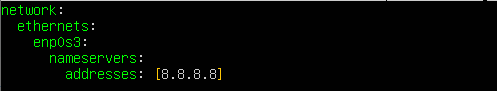 network:
  ethernets:
    enp0s3:
      nameservers:
        addresses: [8.8.8.8]